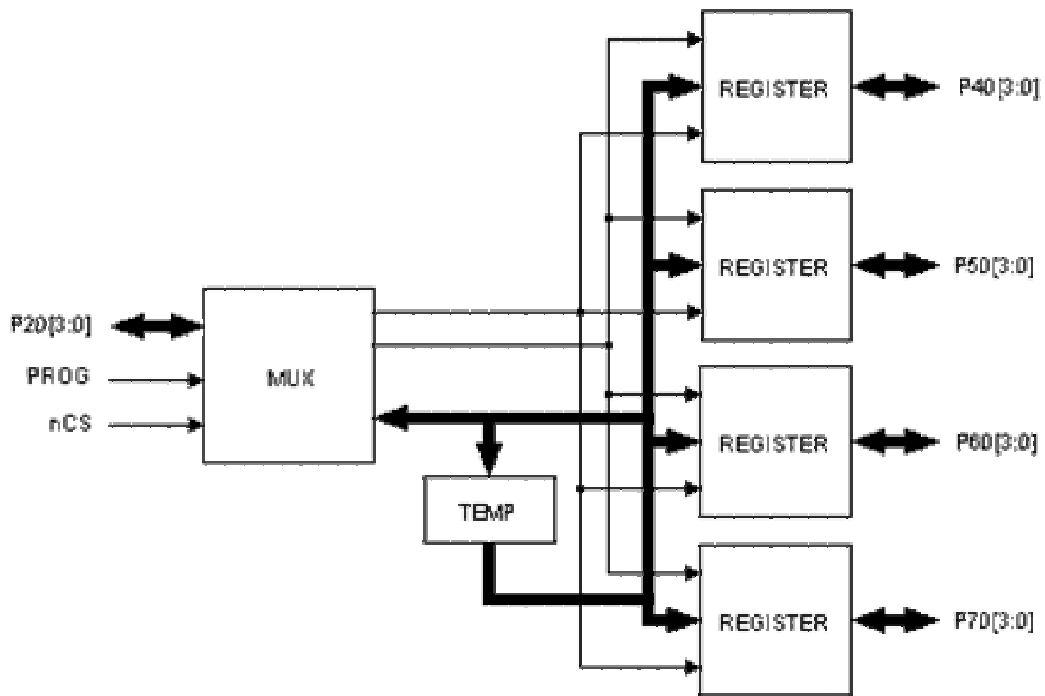 REGISTER
P40[3:0]
REGISTER
P50[3:0]
P20[3:0]
PROG
nCS
MUX
REGISTER
P60[3:0]
TEMP
REGISTER
P70[3:0]